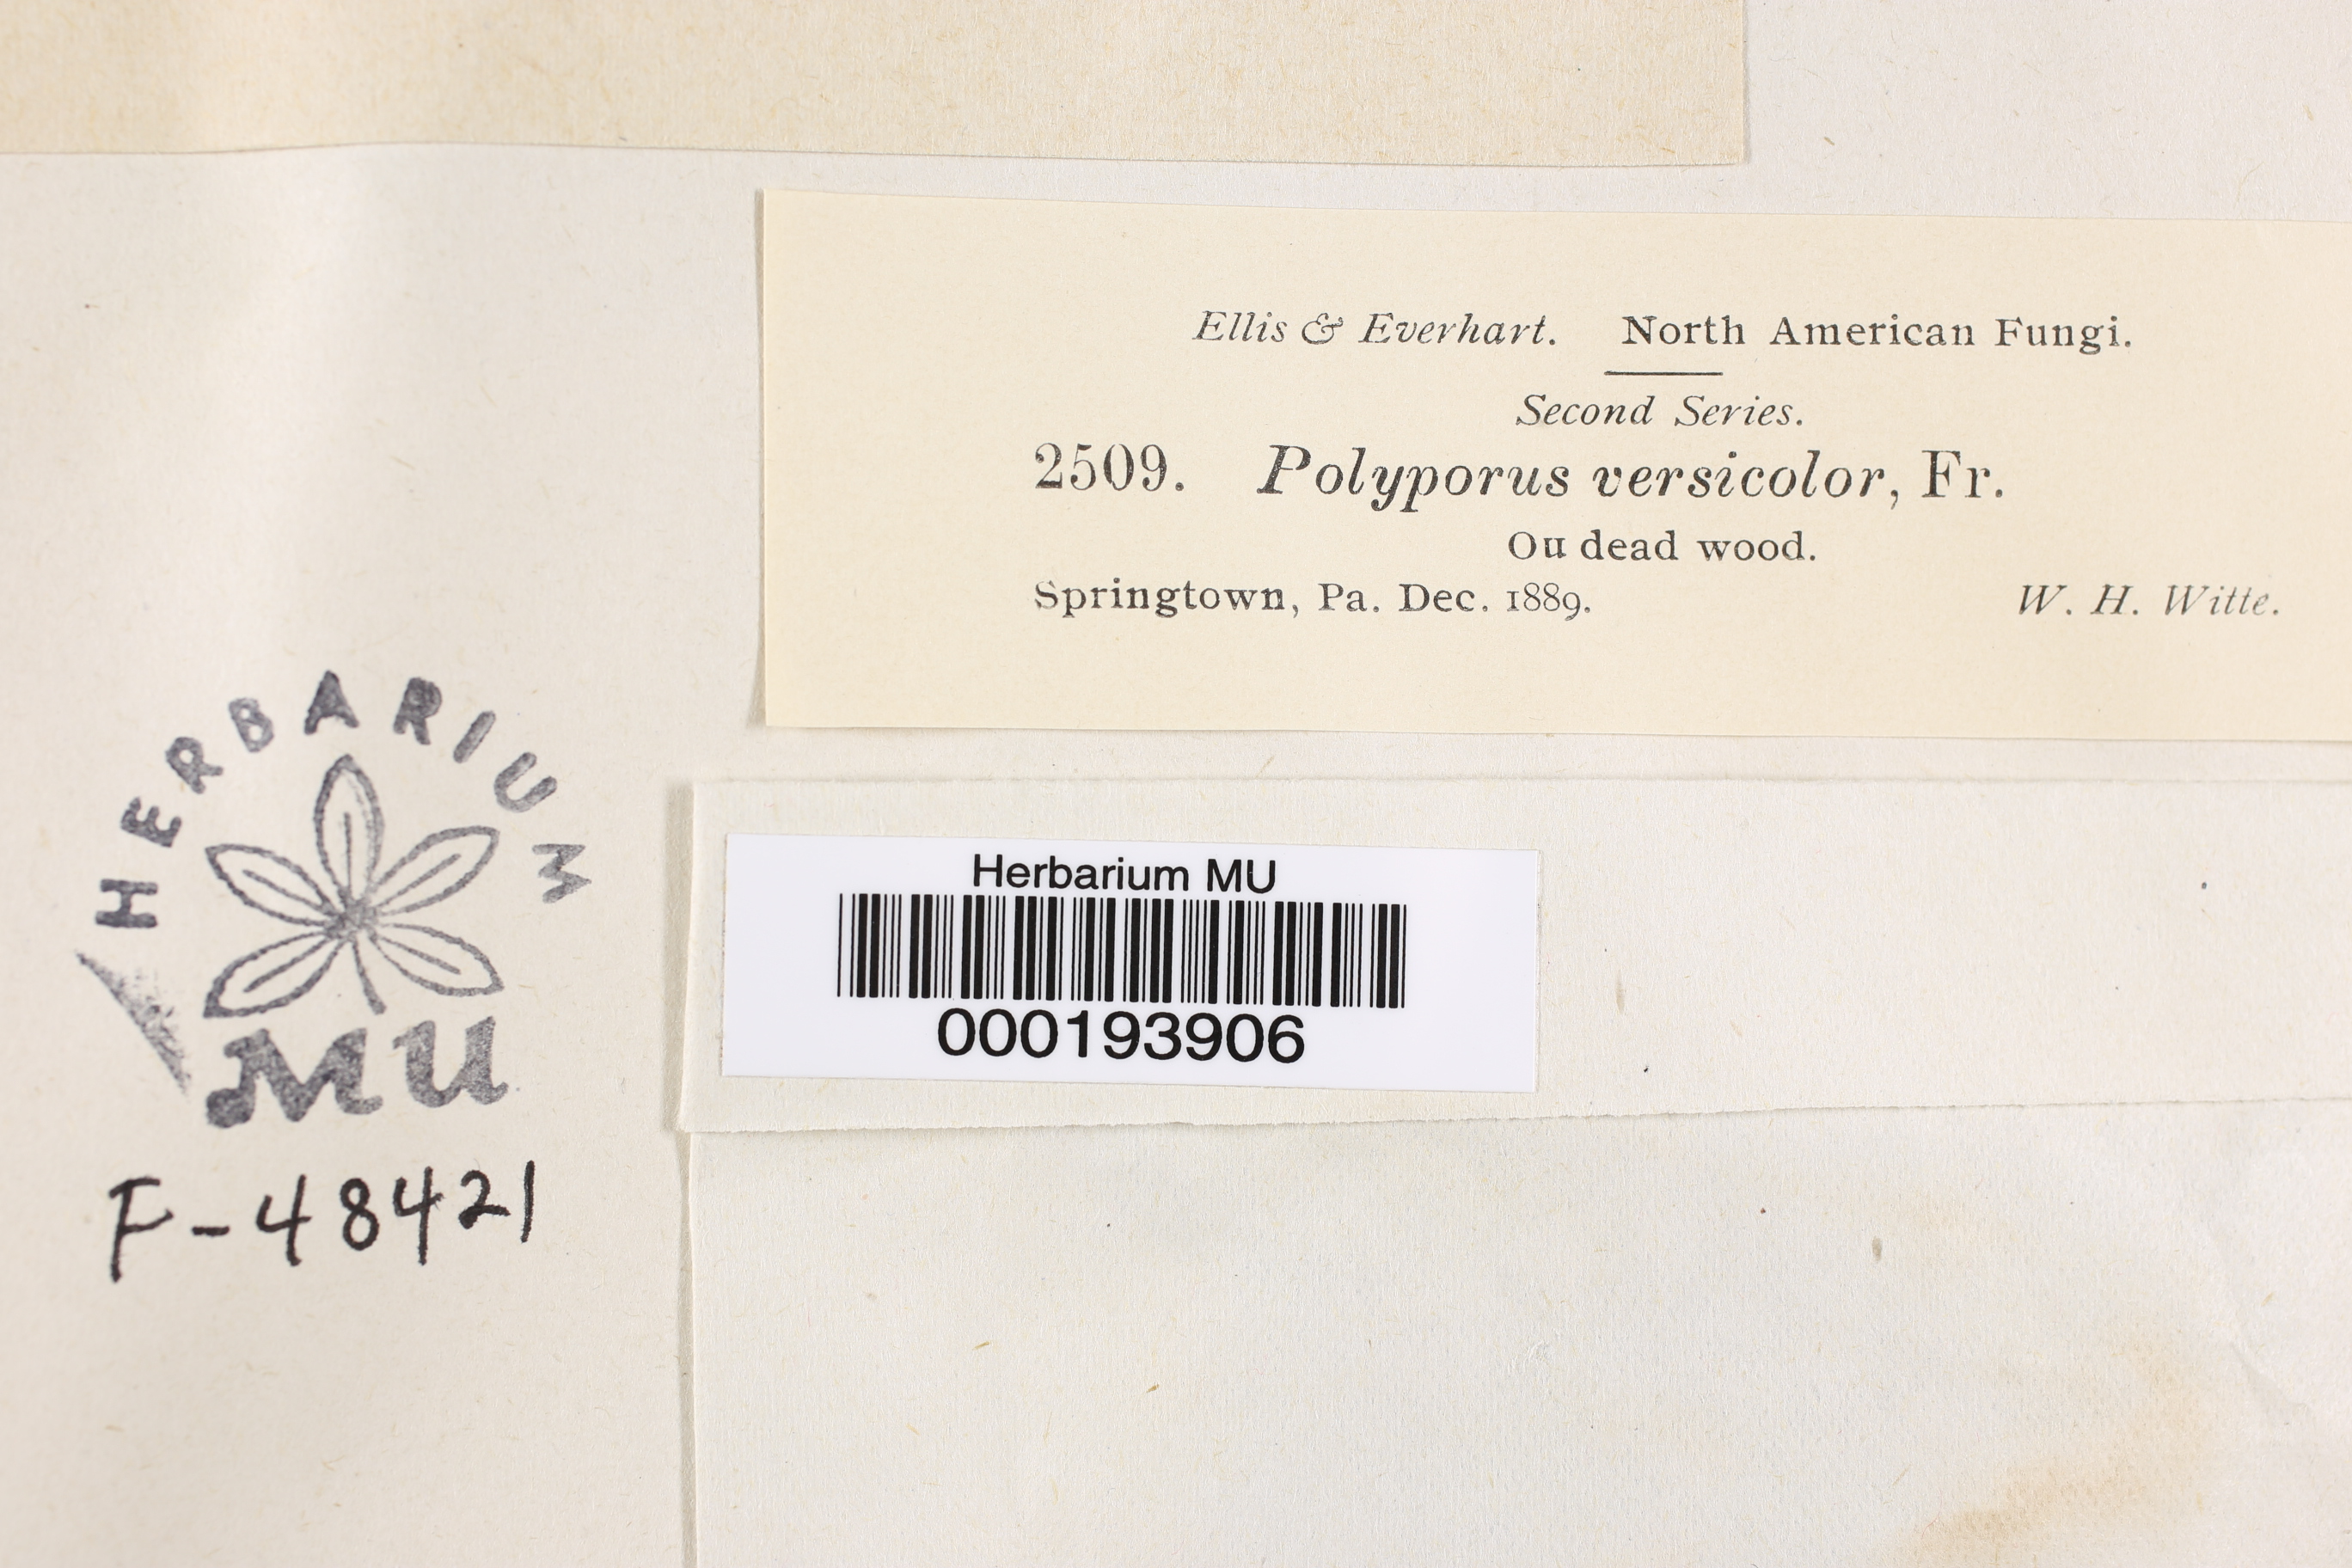 Ellis & Everhart. North American Fungi.
Second Series.
2509. Polyporus versicolor, Fr.
Ou dead wood.
Springtown, Pa. Dec. 1889. W. H. Witte.
HERBARIUM
MU
F-48421
Herbarium MU
000193906